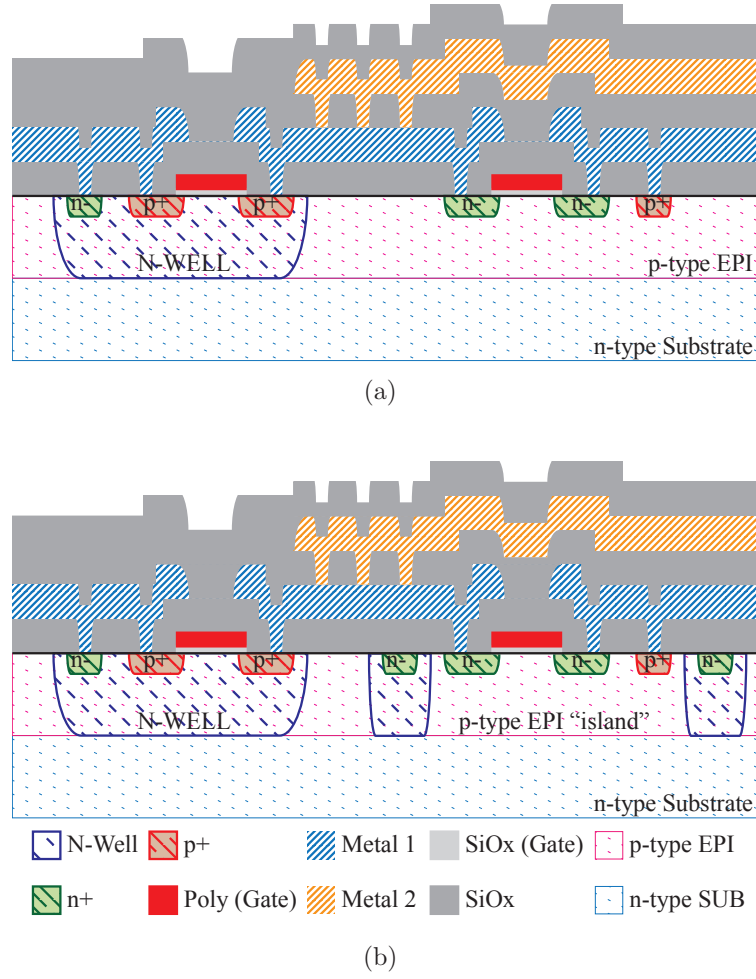 n- p+ p+ n- n- p+
N-WELL p-type EPI
n-type Substrate
(a)
n- p+ p+ n- n- n- p+ n-
N-WELL p-type EPI “island”
n-type Substrate
N-Well p+ Metal 1 SiOx (Gate) p-type EPI
n+ Poly (Gate) Metal 2 SiOx n-type SUB
(b)